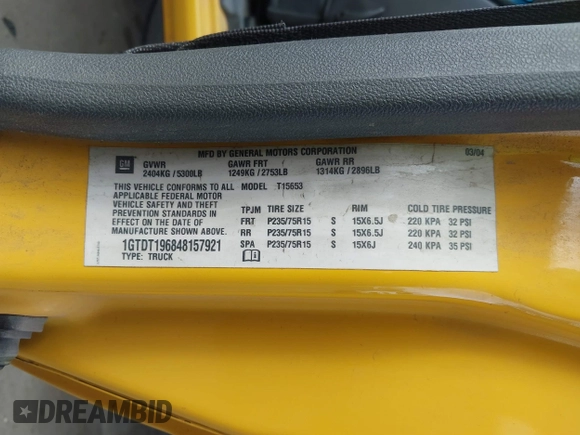 MFD BY GENERAL MOTORS CORPORATION 03/04
GM GVWR GAWR FRT GAWR RR
2404KG / 5300LB 1249KG / 2753LB 1314KG / 2896LB
THIS VEHICLE CONFORMS TO ALL MODEL T15653
APPLICABLE FEDERAL MOTOR
VEHICLE SAFETY AND THEFT TPJM TIRE SIZE RIM COLD TIRE PRESSURE
PREVENTION STANDARDS IN FRT P235/75R15 S 15X6.5J 220 KPA 32 PSI
EFFECT ON THE DATE OF RR P235/75R15 S 15X6.5J 220 KPA 32 PSI
MANUFACTURE SHOWN ABOVE. SPA P235/75R15 S 15X6J 240 KPA 35 PSI
1GTDT196848157921
TYPE: TRUCK
DREAMBID